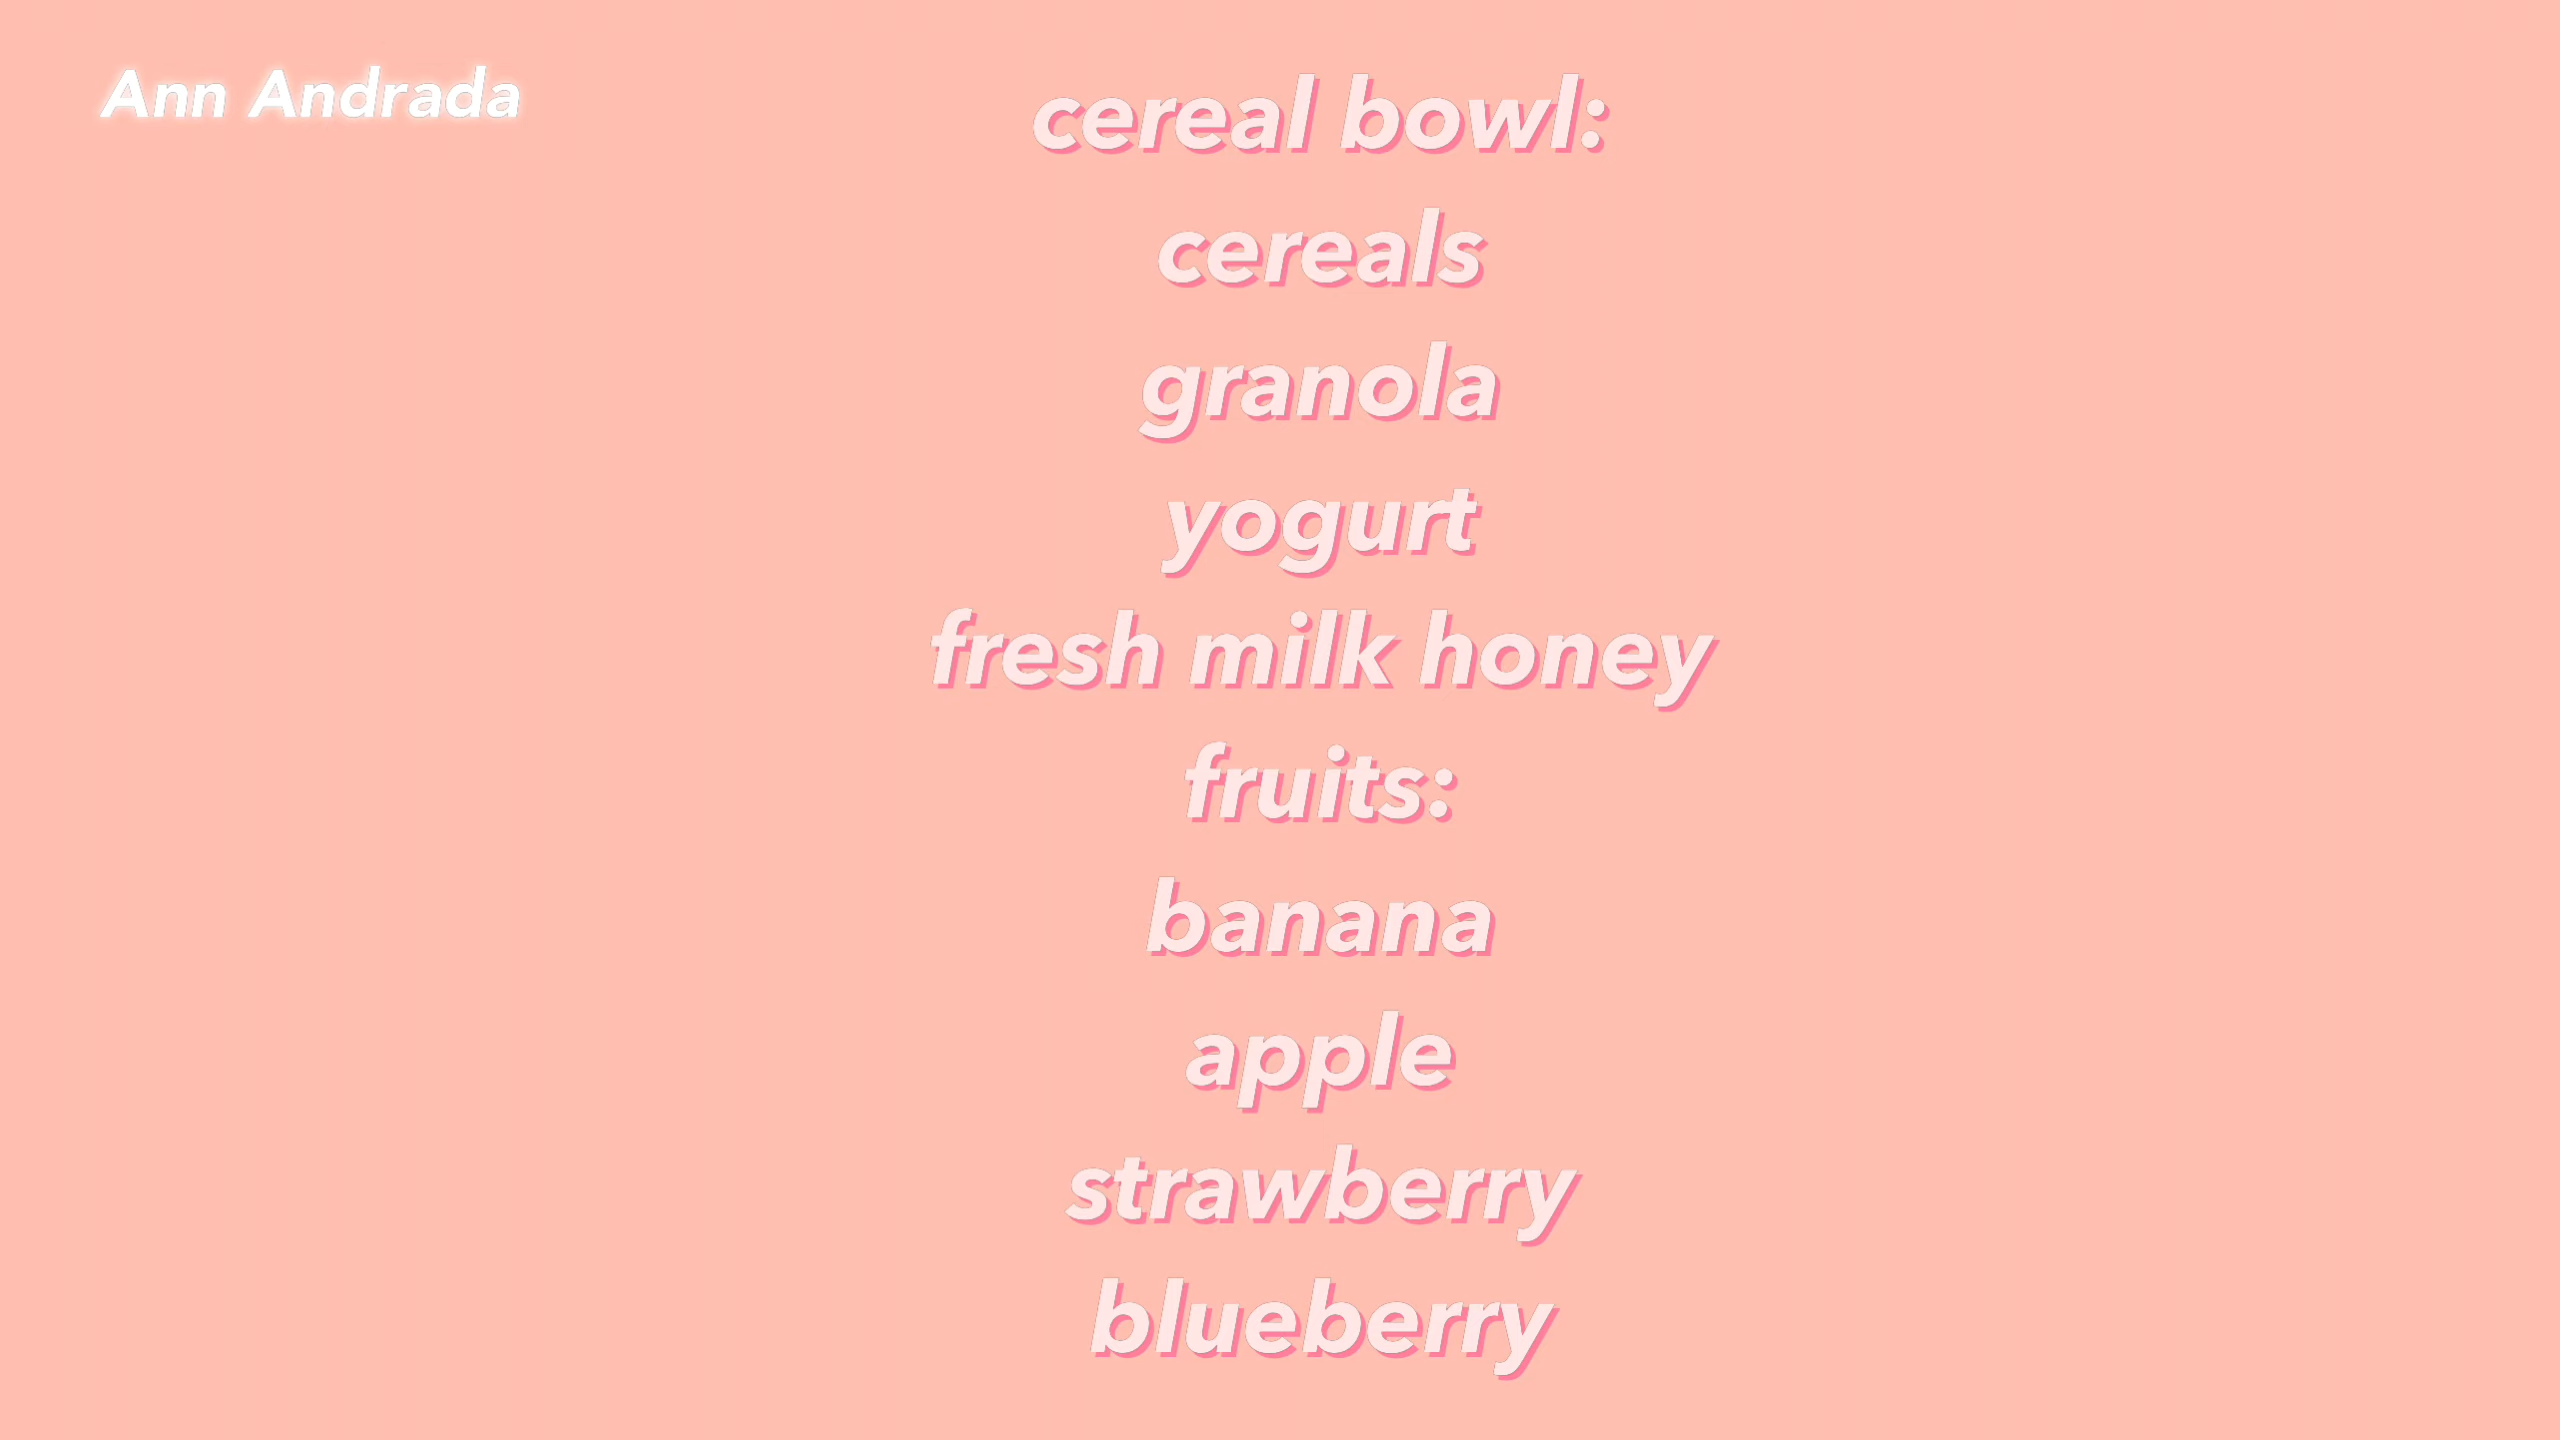 Ann Andrada
cereal bowl:
cereals
granola
yogurt
fresh milk honey
fruits:
banana
apple
strawberry
blueberry